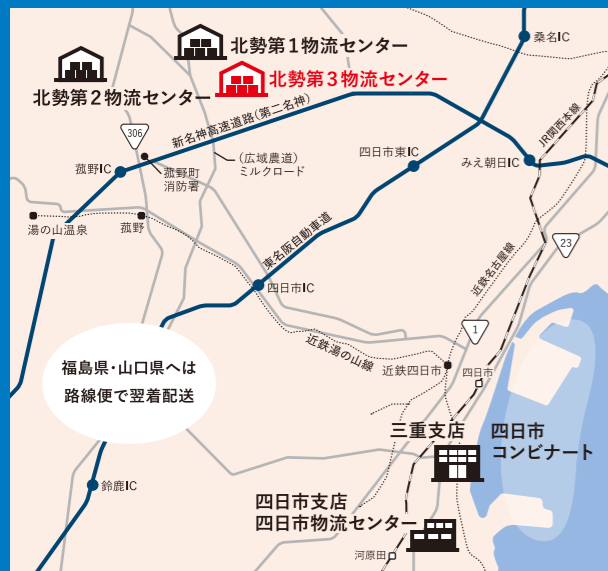 北勢第1物流センター
桑名IC
北勢第3物流センター
北勢第2物流センター
新名神高速道路(第二名神)
306
JR関西本線
(広域農道)
ミルクロード
四日市東IC
みえ朝日IC
菰野IC
菰野町
消防署
湯の山温泉
菰野
東名阪自動車道
近鉄名古屋線
23
四日市IC
1
近鉄湯の山線
近鉄四日市
四日市
福島県・山口県へは
路線便で翌着配送
三重支店
四日市
コンビナート
鈴鹿IC
四日市支店
四日市物流センター
河原田